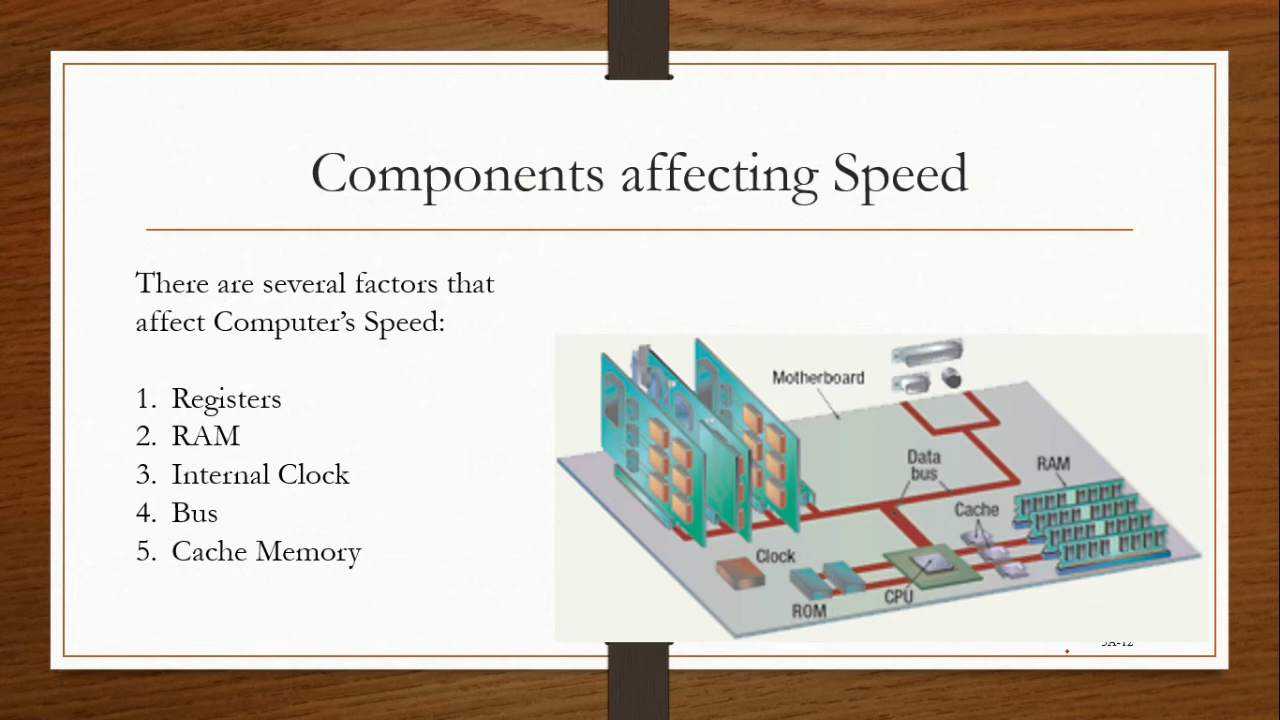 Components affecting Speed
There are several factors that
affect Computer’s Speed:
1. Registers
2. RAM
3. Internal Clock
4. Bus
5. Cache Memory
Motherboard
Data
bus
RAM
Cache
Clock
CPU
ROM